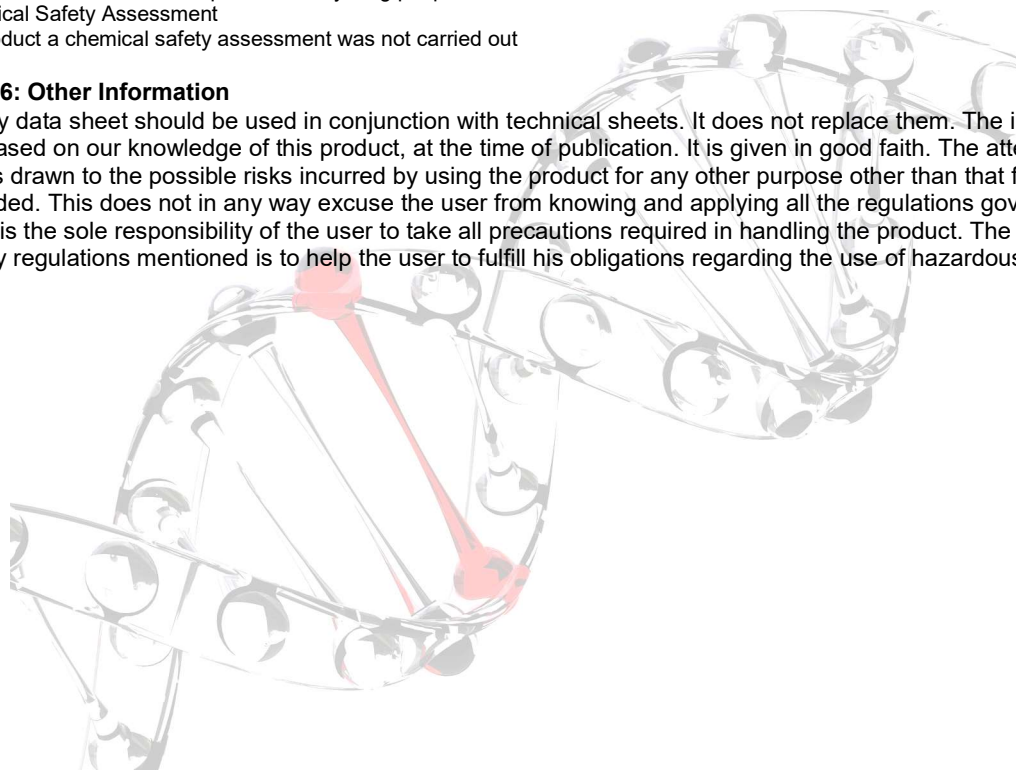 ical Safety Assessment
duct a chemical safety assessment was not carried out
6: Other Information
y data sheet should be used in conjunction with technical sheets. It does not replace them. The i
ased on our knowledge of this product, at the time of publication. It is given in good faith. The atte
s drawn to the possible risks incurred by using the product for any other purpose other than that f
ded. This does not in any way excuse the user from knowing and applying all the regulations gov
is the sole responsibility of the user to take all precautions required in handling the product. The
y regulations mentioned is to help the user to fulfill his obligations regarding the use of hazardous